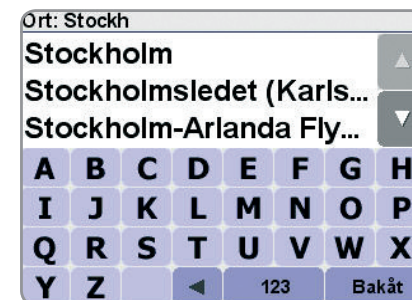 Ort: Stockh
Stockholm
Stockholmsledet (Karls...
Stockholm-Arlanda Fly...
A B C D E F G H
I J K L M N O P
Q R S T U V W X
Y Z 123 Bakåt